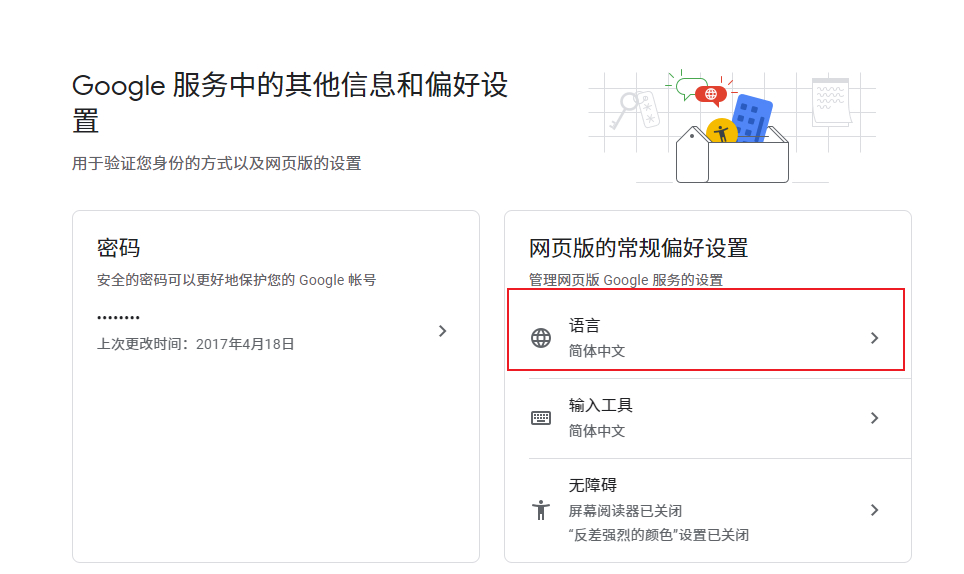 Google 服务中的其他信息和偏好设
置
用于验证您身份的方式以及网页版的设置
密码
安全的密码可以更好地保护您的 Google 帐号
••••••••
上次更改时间：2017年4月18日
网页版的常规偏好设置
管理网页版 Google 服务的设置
语言
简体中文
输入工具
简体中文
无障碍
屏幕阅读器已关闭
“反差强烈的颜色”设置已关闭